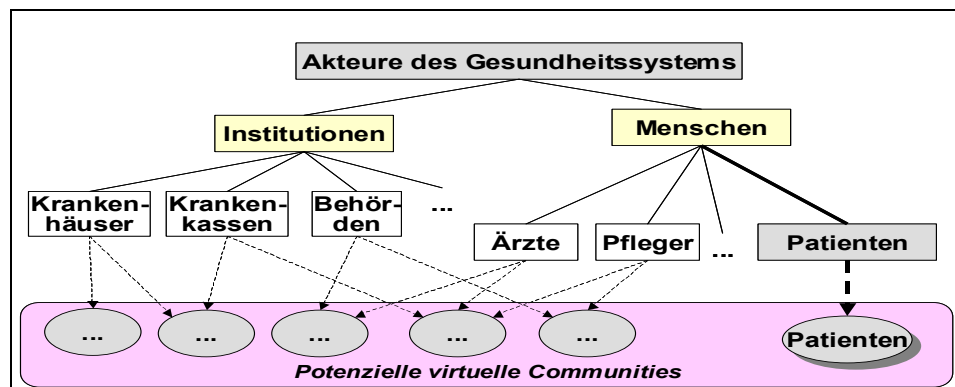 Akteure des Gesundheitssystems
Institutionen
Menschen
Kranken-
häuser
Kranken-
kassen
Behör-
den
...
Ärzte
Pfleger
...
Patienten
...
...
...
...
...
Patienten
Potenzielle virtuelle Communities